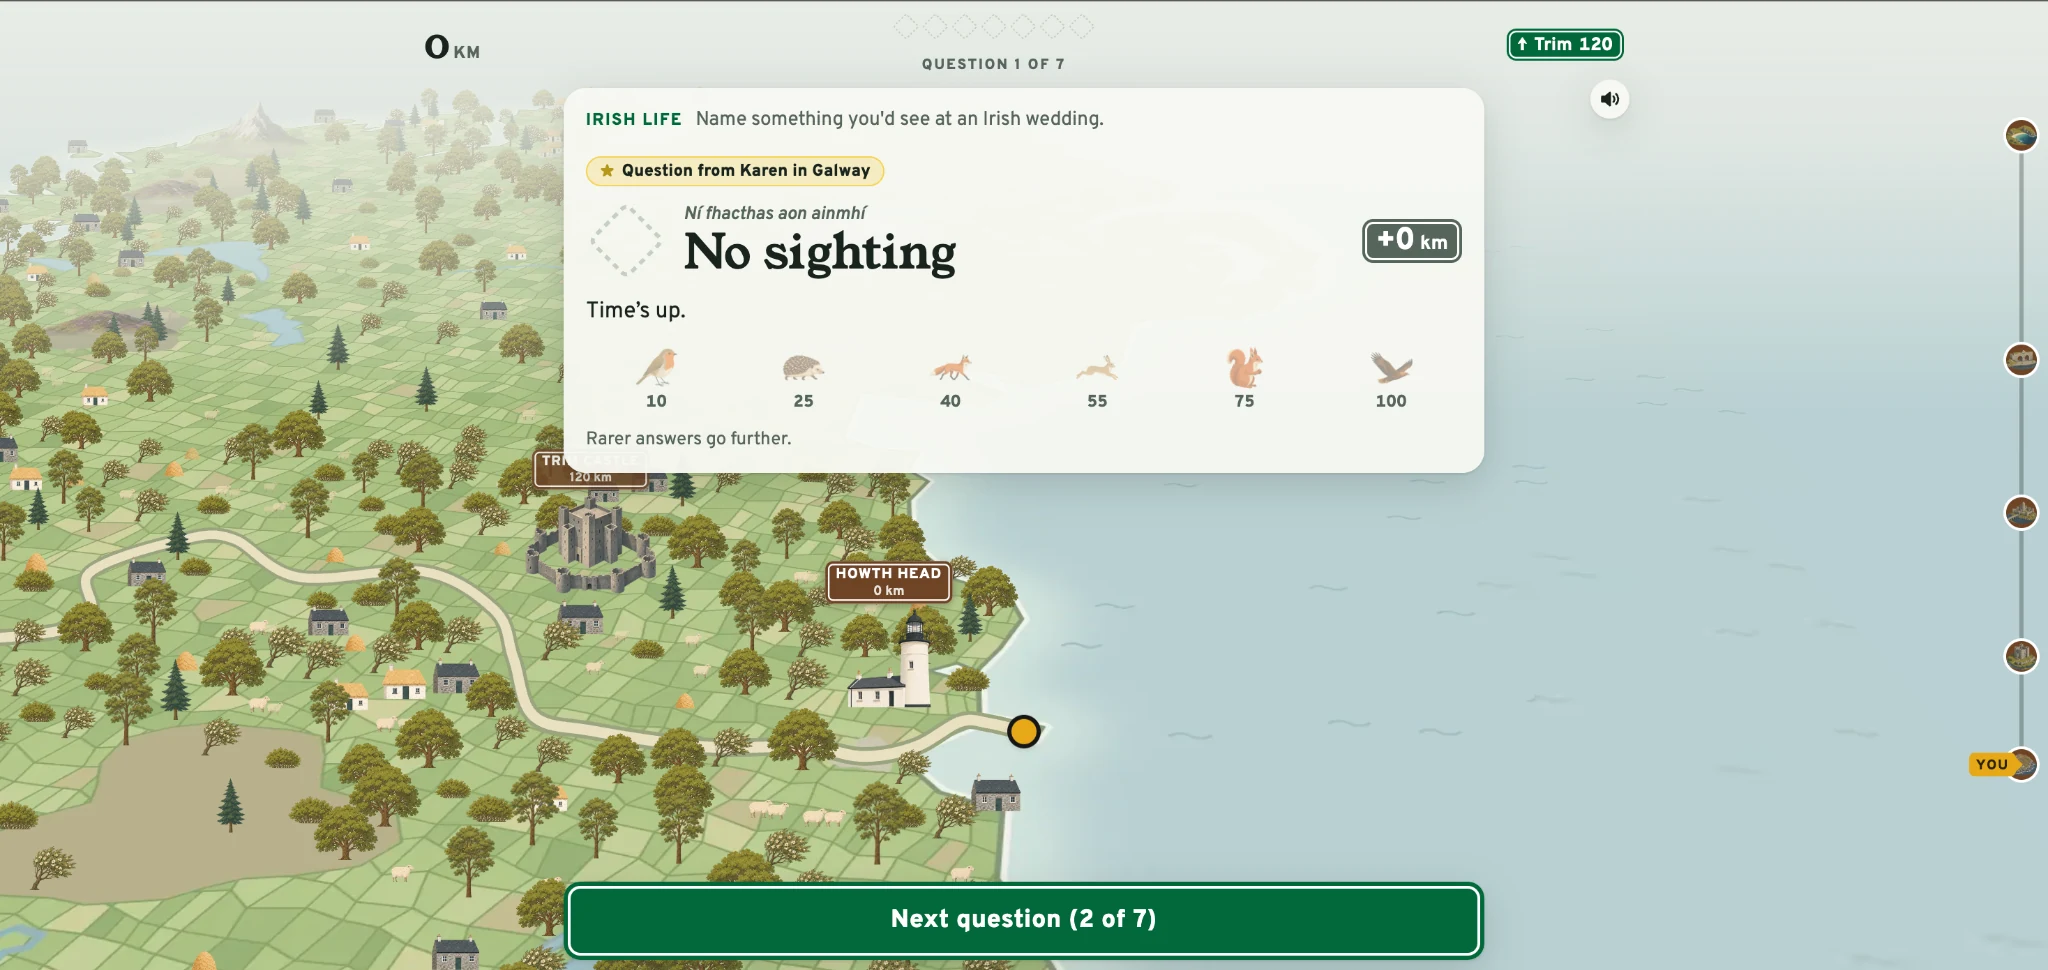 0 KM
QUESTION 1 OF 7
↑ Trim 120
IRISH LIFE Name something you'd see at an Irish wedding.
★ Question from Karen in Galway
Ní fhacthas aon ainmhí
No sighting
+0 km
Time's up.
10 25 40 55 75 100
Rarer answers go further.
TRIM CASTLE
120 km
HOWTH HEAD
0 km
YOU
Next question (2 of 7)